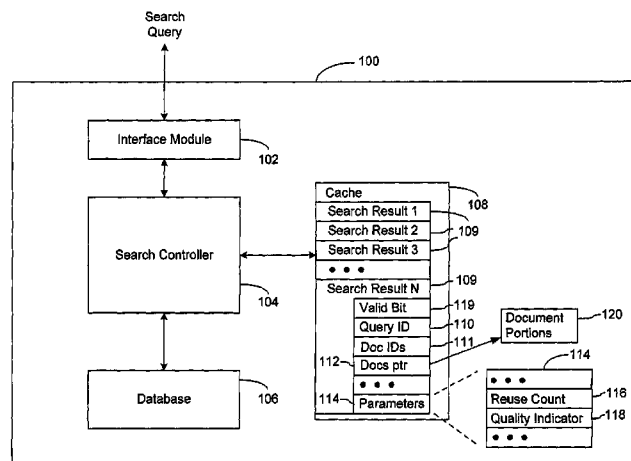 Search
Query
100
Interface Module
102
Cache
108
Search Result 1
Search Result 2
109
Search Result 3
Search Controller
104
109
Search Result N
Valid Bit
119
Query ID
110
Document
Portions
120
Doc IDs
111
112
Docs ptr
114
114
Parameters
Reuse Count
116
Quality Indicator
118
Database
106